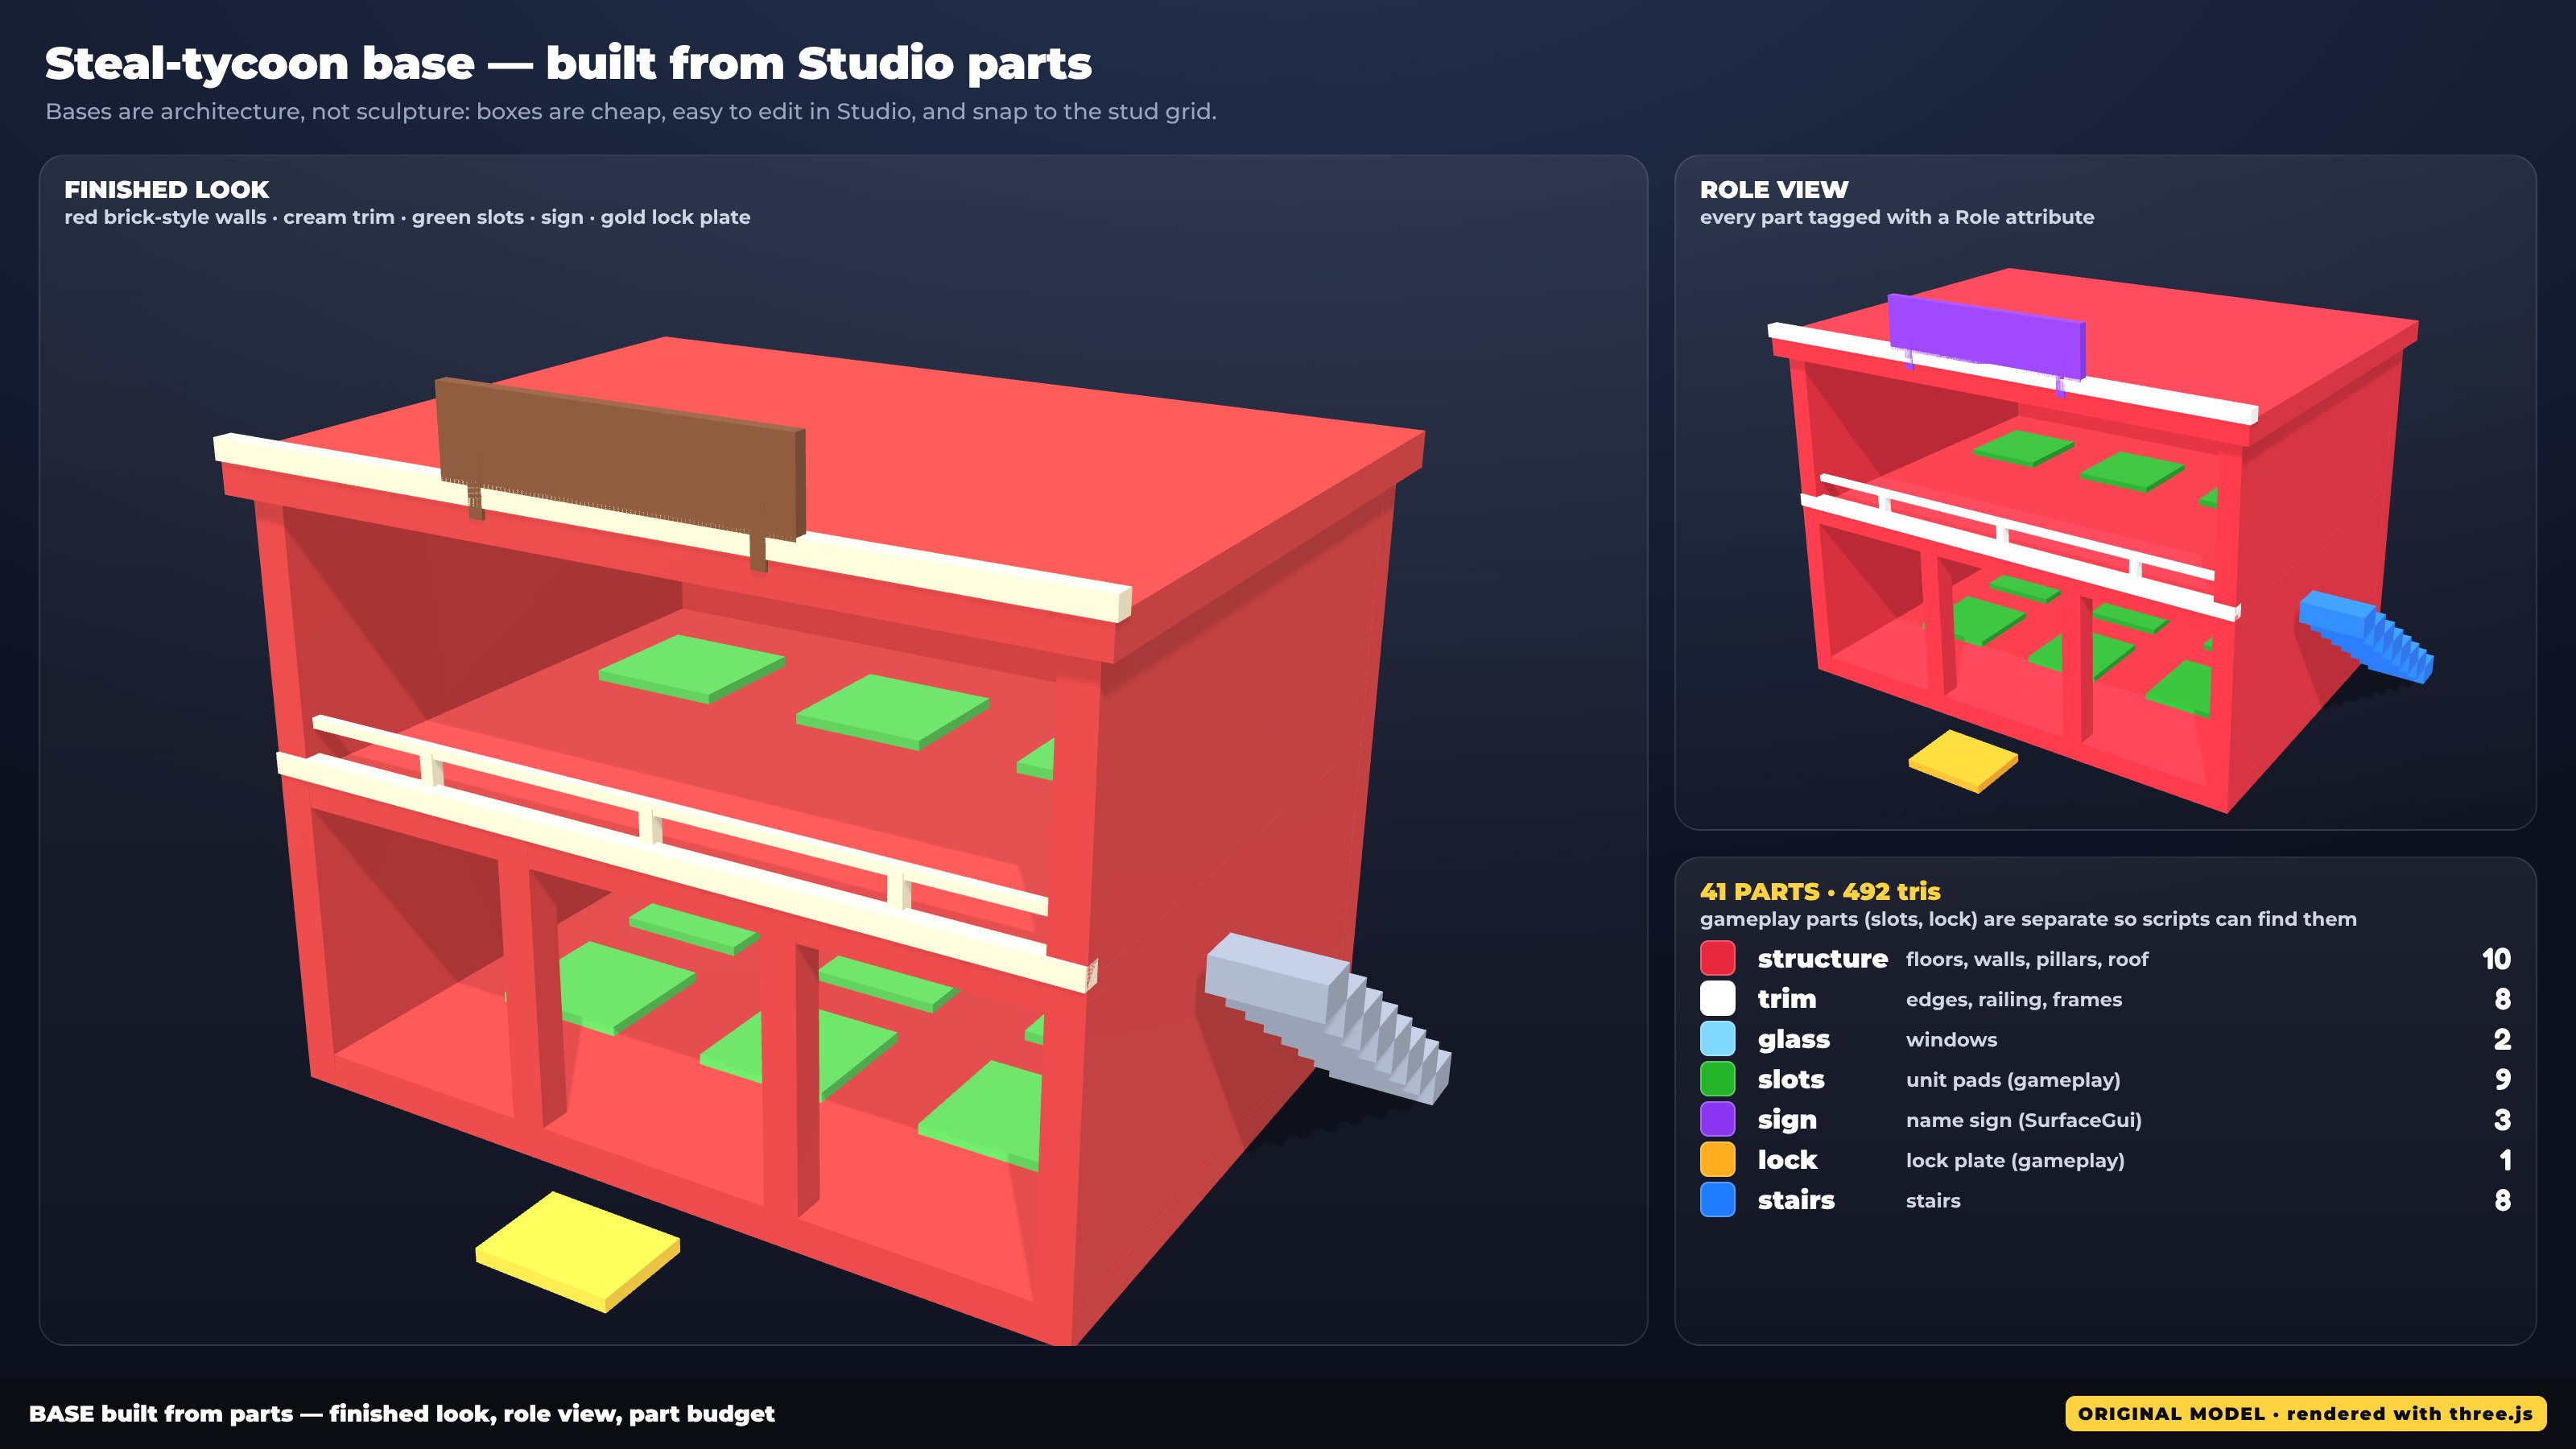 Steal-tycoon base — built from Studio parts
Bases are architecture, not sculpture: boxes are cheap, easy to edit in Studio, and snap to the stud grid.
FINISHED LOOK
red brick-style walls · cream trim · green slots · sign · gold lock plate
ROLE VIEW
every part tagged with a Role attribute
41 PARTS · 492 tris
gameplay parts (slots, lock) are separate so scripts can find them
structure floors, walls, pillars, roof 10
trim edges, railing, frames 8
glass windows 2
slots unit pads (gameplay) 9
sign name sign (SurfaceGui) 3
lock lock plate (gameplay) 1
stairs stairs 8
BASE built from parts — finished look, role view, part budget
ORIGINAL MODEL · rendered with three.js